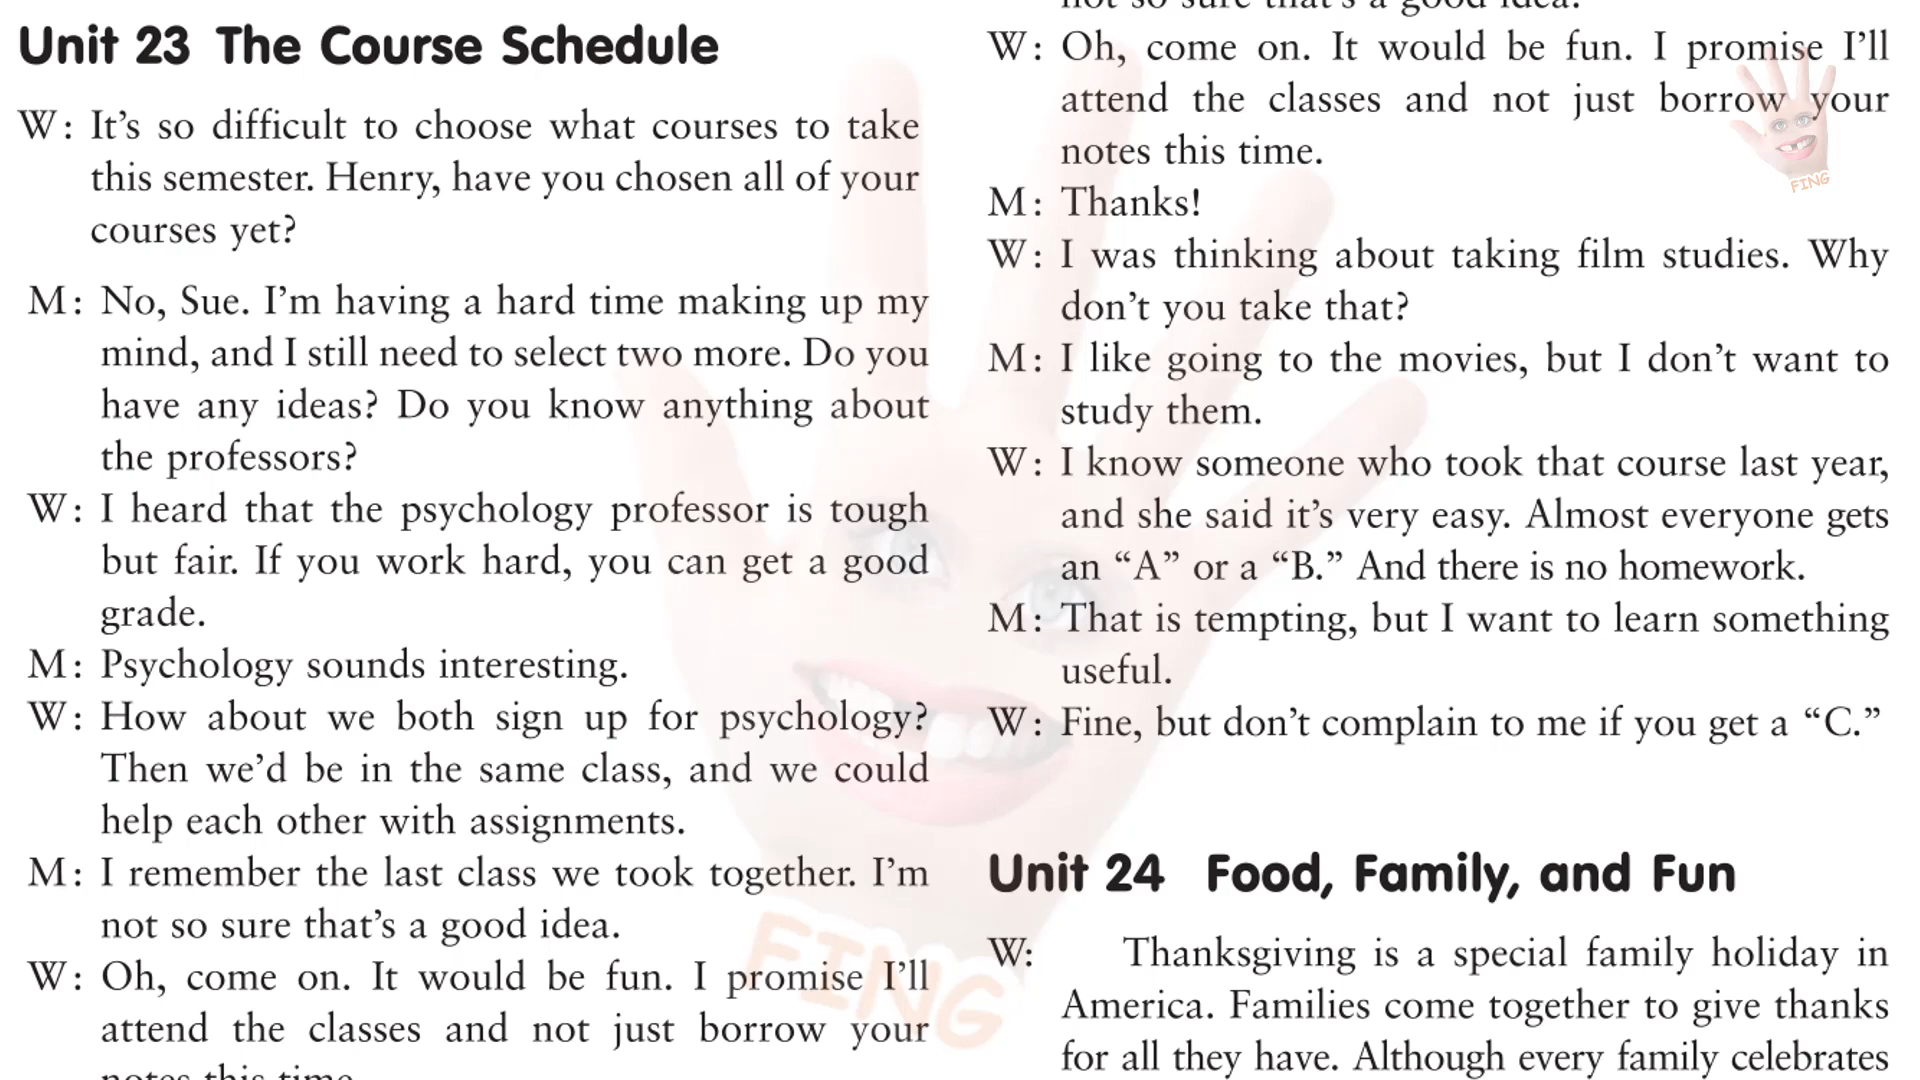 Unit 23 The Course Schedule
W: It’s so difficult to choose what courses to take
this semester. Henry, have you chosen all of your
courses yet?
M: No, Sue. I’m having a hard time making up my
mind, and I still need to select two more. Do you
have any ideas? Do you know anything about
the professors?
W: I heard that the psychology professor is tough
but fair. If you work hard, you can get a good
grade.
M: Psychology sounds interesting.
W: How about we both sign up for psychology?
Then we’d be in the same class, and we could
help each other with assignments.
M: I remember the last class we took together. I’m
not so sure that’s a good idea.
W: Oh, come on. It would be fun. I promise I’ll
attend the classes and not just borrow your
notes this time.
not so sure that’s a good idea.
W: Oh, come on. It would be fun. I promise I’ll
attend the classes and not just borrow your
notes this time.
M: Thanks!
W: I was thinking about taking film studies. Why
don’t you take that?
M: I like going to the movies, but I don’t want to
study them.
W: I know someone who took that course last year,
and she said it’s very easy. Almost everyone gets
an “A” or a “B.” And there is no homework.
M: That is tempting, but I want to learn something
useful.
W: Fine, but don’t complain to me if you get a “C.”
Unit 24 Food, Family, and Fun
W: Thanksgiving is a special family holiday in
America. Families come together to give thanks
for all they have. Although every family celebrates
FING
FING